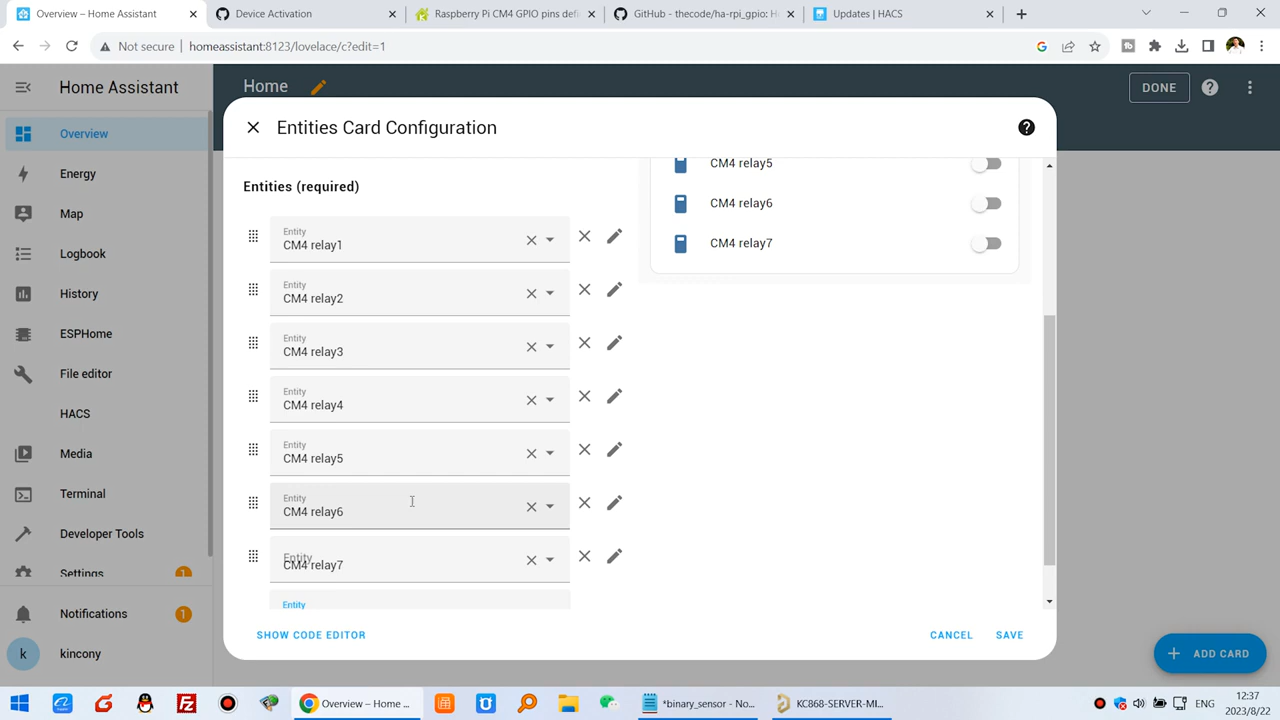 Overview – Home Assistant
Device Activation
Raspberry Pi CM4 GPIO pins defi
GitHub - thecode/ha-rpi_gpio: H
Updates | HACS
Not secure
homeassistant:8123/lovelace/c?edit=1
Home Assistant
Home
DONE
Overview
Energy
Map
Logbook
History
ESPHome
File editor
HACS
Media
Terminal
Developer Tools
Settings
1
Notifications
1
k
kincony
Entities Card Configuration
Entities (required)
Entity
CM4 relay1
Entity
CM4 relay2
Entity
CM4 relay3
Entity
CM4 relay4
Entity
CM4 relay5
Entity
CM4 relay6
Entity
CM4 relay7
Entity
CM4 relay5
CM4 relay6
CM4 relay7
SHOW CODE EDITOR
CANCEL
SAVE
ADD CARD
Overview – Home ...
*binary_sensor - No...
KC868-SERVER-MI...
ENG
12:37
2023/8/22